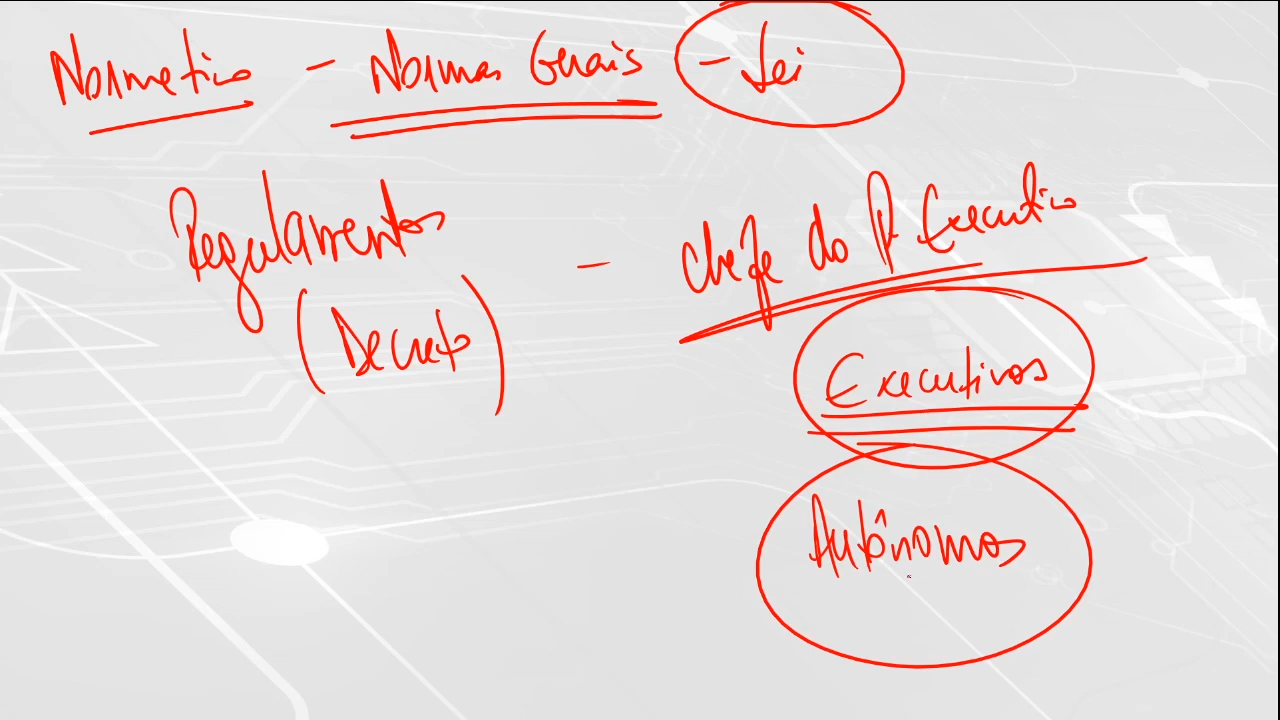 Normativo - Normas Gerais - Lei
Regulamentos - Chefe do P. Executivo
(Decreto)
Executivos
Autônomos